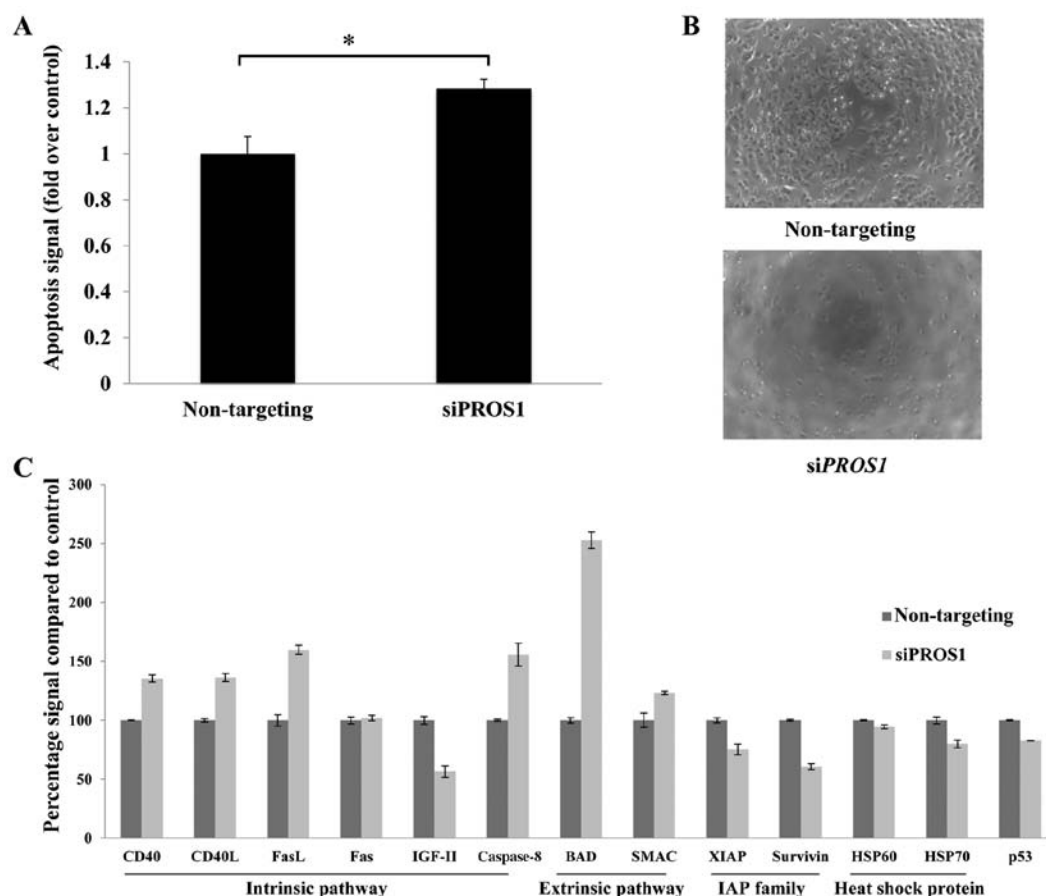 A
Apoptosis signal (fold over control)
1.4
1.2
1
0.8
0.6
0.4
0.2
0
*
Non-targeting
siPROS1
B
Non-targeting
siPROS1
C
Percentage signal compared to control
300
250
200
150
100
50
0
Non-targeting
siPROS1
CD40 CD40L FasL Fas IGF-II Caspase-8 BAD SMAC XIAP Survivin HSP60 HSP70 p53
Intrinsic pathway Extrinsic pathway IAP family Heat shock protein